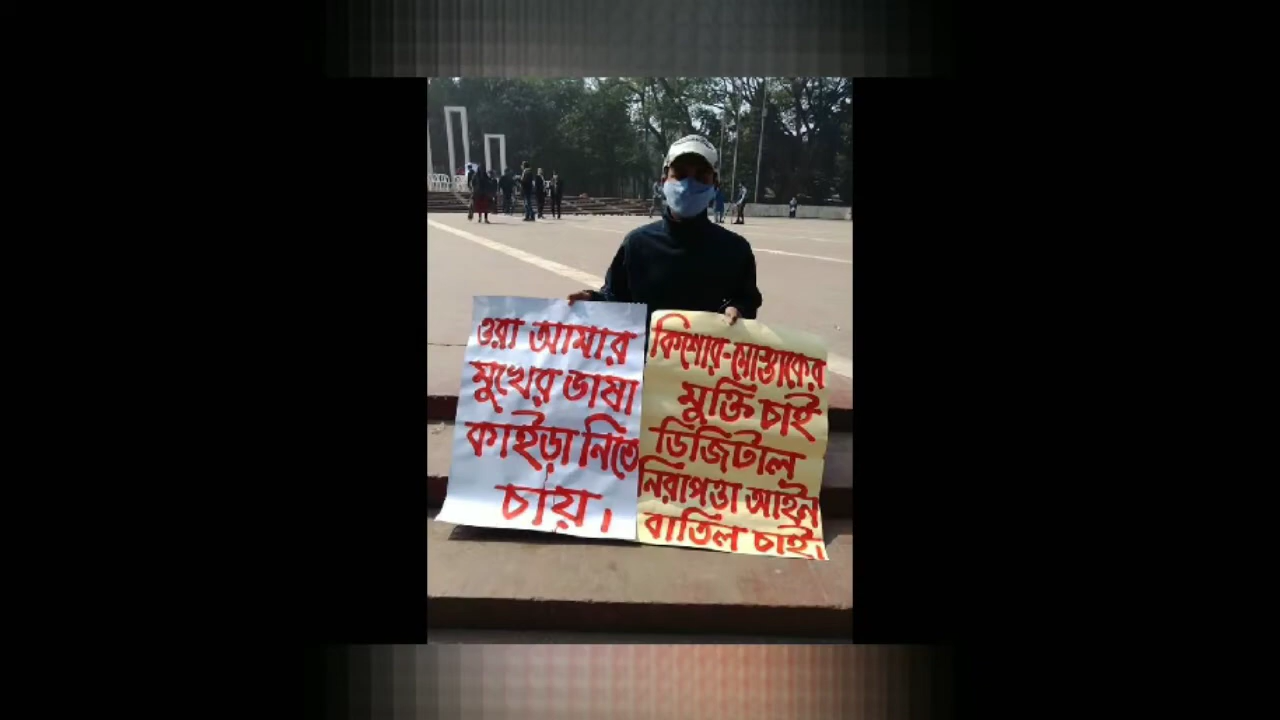 ওরা আমার
মুখের ভাষা
কাইড়া নিতে
চায়।
কিশোর-মোস্তাকের
মুক্তি চাই
ডিজিটাল
নিরাপত্তা আইন
বাতিল চাই।